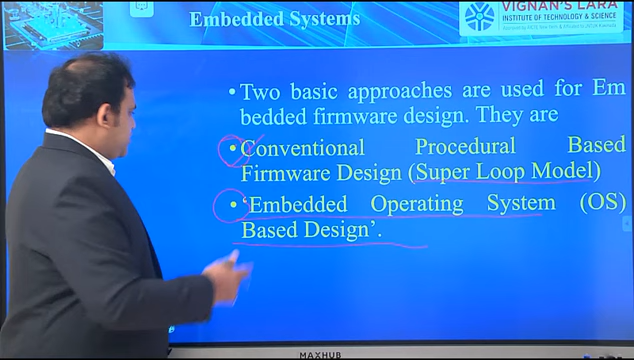 Embedded Systems
VIGNAN'S LARA
INSTITUTE OF TECHNOLOGY & SCIENCE
• Two basic approaches are used for Em
bedded firmware design. They are
• Conventional Procedural Based
Firmware Design (Super Loop Model)
• ‘Embedded Operating System (OS)
Based Design’.
MAXHUB